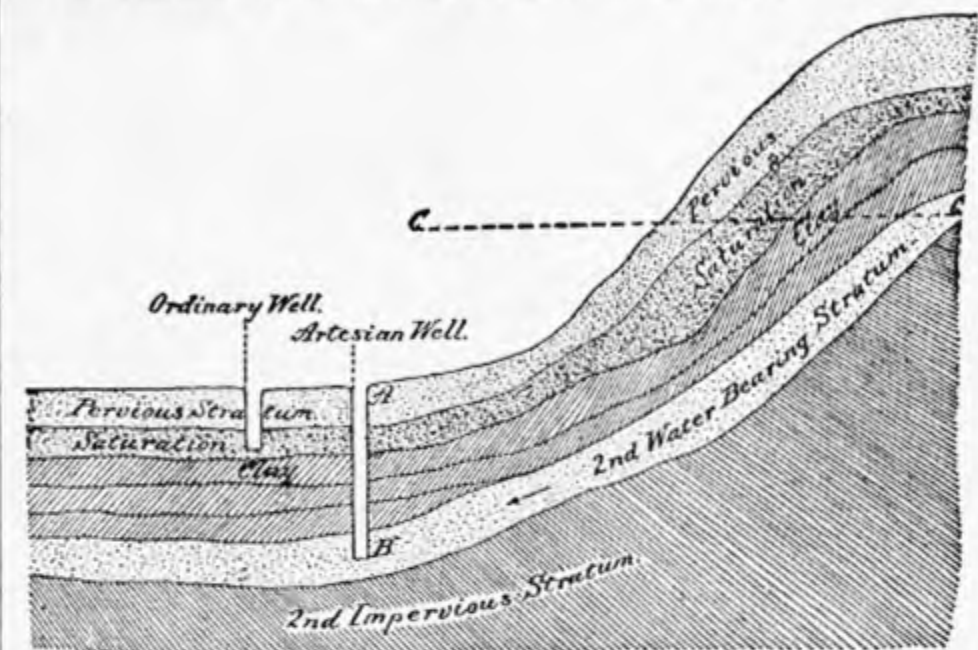 Pervious
&
Saturation
Clay
C
C
Ordinary Well.
Artesian Well.
A
Pervious Stratum.
Saturation
Clay
2nd Water Bearing Stratum.
B
2nd Impervious Stratum.